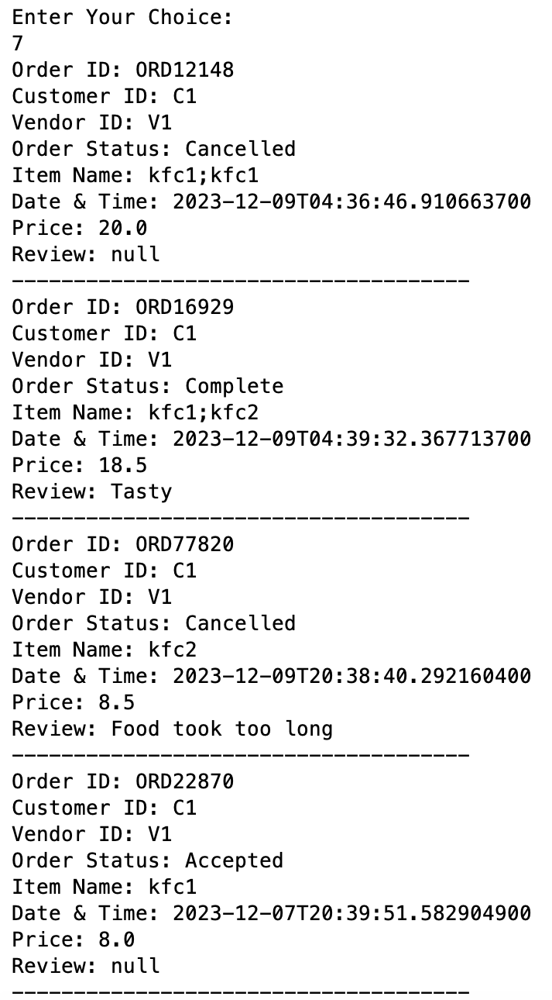 Enter Your Choice:
7
Order ID: ORD12148
Customer ID: C1
Vendor ID: V1
Order Status: Cancelled
Item Name: kfc1;kfc1
Date & Time: 2023-12-09T04:36:46.910663700
Price: 20.0
Review: null
-------------------------------------
Order ID: ORD16929
Customer ID: C1
Vendor ID: V1
Order Status: Complete
Item Name: kfc1;kfc2
Date & Time: 2023-12-09T04:39:32.367713700
Price: 18.5
Review: Tasty
-------------------------------------
Order ID: ORD77820
Customer ID: C1
Vendor ID: V1
Order Status: Cancelled
Item Name: kfc2
Date & Time: 2023-12-09T20:38:40.292160400
Price: 8.5
Review: Food took too long
-------------------------------------
Order ID: ORD22870
Customer ID: C1
Vendor ID: V1
Order Status: Accepted
Item Name: kfc1
Date & Time: 2023-12-07T20:39:51.582904900
Price: 8.0
Review: null
-------------------------------------